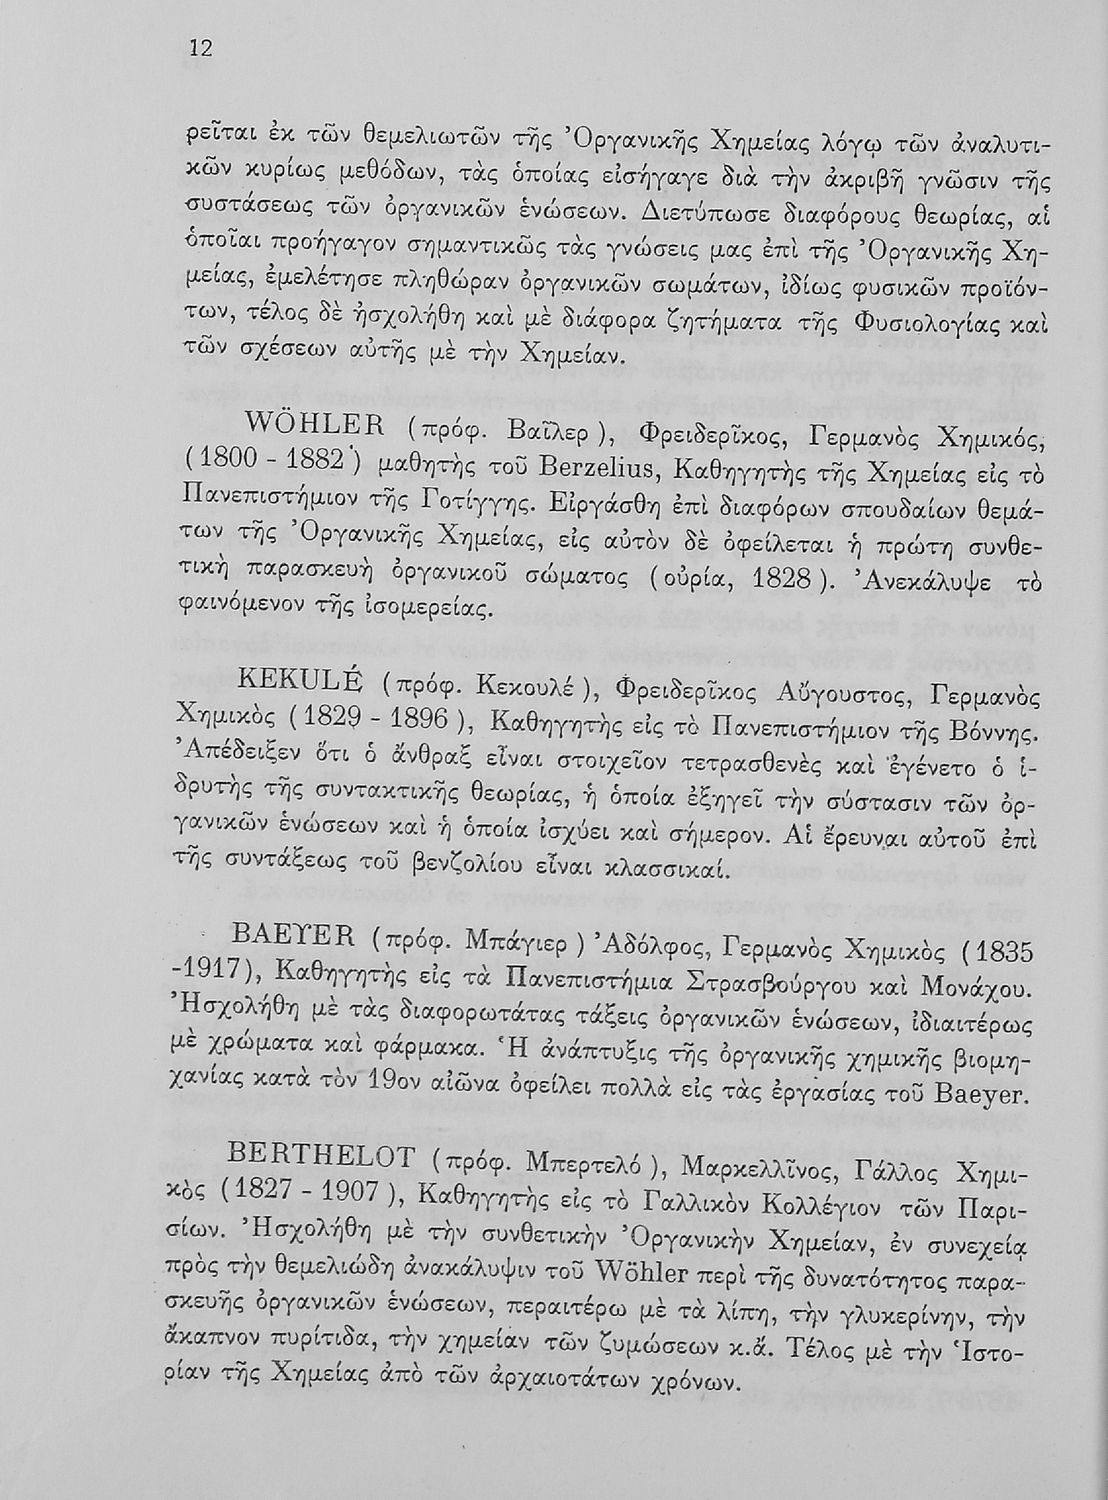 12
ρεῖται ἐκ τῶν θεμελιωτῶν τῆς Ὀργανικῆς Χημείας λόγῳ τῶν ἀναλυτι-
κῶν κυρίως μεθόδων, τὰς ὁποίας εἰσήγαγε διὰ τὴν ἀκριβῆ γνῶσιν τῆς
συστάσεως τῶν ὀργανικῶν ἑνώσεων. Διετύπωσε διαφόρους θεωρίας, αἱ
ὁποῖαι προήγαγον σημαντικῶς τὰς γνώσεις μας ἐπὶ τῆς Ὀργανικῆς Χη-
μείας, ἐμελέτησε πληθώραν ὀργανικῶν σωμάτων, ἰδίως φυσικῶν προϊόν-
των, τέλος δὲ ἠσχολήθη καὶ μὲ διάφορα ζητήματα τῆς Φυσιολογίας καὶ
τῶν σχέσεων αὐτῆς μὲ τὴν Χημείαν.
WÖHLER (πρόφ. Βαῖλερ), Φρειδερῖκος, Γερμανὸς Χημικός,
(1800 - 1882) μαθητὴς τοῦ Berzelius, Καθηγητὴς τῆς Χημείας εἰς τὸ
Πανεπιστήμιον τῆς Γοτίγγης. Εἰργάσθη ἐπὶ διαφόρων σπουδαίων θεμά-
των τῆς Ὀργανικῆς Χημείας, εἰς αὐτὸν δὲ ὀφείλεται ἡ πρώτη συνθε-
τικὴ παρασκευὴ ὀργανικοῦ σώματος (οὐρία, 1828). Ἀνεκάλυψε τὸ
φαινόμενον τῆς ἰσομερείας.
KEKULÉ (πρόφ. Κεκουλέ), Φρειδερῖκος Αὔγουστος, Γερμανὸς
Χημικὸς (1829 - 1896), Καθηγητὴς εἰς τὸ Πανεπιστήμιον τῆς Βόννης.
Ἀπέδειξεν ὅτι ὁ ἄνθραξ εἶναι στοιχεῖον τετρασθενὲς καὶ ἐγένετο ὁ ἱ-
δρυτὴς τῆς συντακτικῆς θεωρίας, ἡ ὁποία ἐξηγεῖ τὴν σύστασιν τῶν ὀρ-
γανικῶν ἑνώσεων καὶ ἡ ὁποία ἰσχύει καὶ σήμερον. Αἱ ἔρευναι αὐτοῦ ἐπὶ
τῆς συντάξεως τοῦ βενζολίου εἶναι κλασσικαί.
BAEYER (πρόφ. Μπάγιερ) Ἀδόλφος, Γερμανὸς Χημικὸς (1835
-1917), Καθηγητὴς εἰς τὰ Πανεπιστήμια Στρασβούργου καὶ Μονάχου.
Ἠσχολήθη μὲ τὰς διαφορωτάτας τάξεις ὀργανικῶν ἑνώσεων, ἰδιαιτέρως
μὲ χρώματα καὶ φάρμακα. Ἡ ἀνάπτυξις τῆς ὀργανικῆς χημικῆς βιομη-
χανίας κατὰ τὸν 19ον αἰῶνα ὀφείλει πολλὰ εἰς τὰς ἐργασίας τοῦ Baeyer.
BERTHELOT (πρόφ. Μπερτελό), Μαρκελλῖνος, Γάλλος Χημι-
κὸς (1827 - 1907), Καθηγητὴς εἰς τὸ Γαλλικὸν Κολλέγιον τῶν Παρι-
σίων. Ἠσχολήθη μὲ τὴν συνθετικὴν Ὀργανικὴν Χημείαν, ἐν συνεχείᾳ
πρὸς τὴν θεμελιώδη ἀνακάλυψιν τοῦ Wöhler περὶ τῆς δυνατότητος παρα-
σκευῆς ὀργανικῶν ἑνώσεων, περαιτέρω μὲ τὰ λίπη, τὴν γλυκερίνην, τὴν
ἄκαπνον πυρίτιδα, τὴν χημείαν τῶν ζυμώσεων κ.ἄ. Τέλος μὲ τὴν Ἱστο-
ρίαν τῆς Χημείας ἀπὸ τῶν ἀρχαιοτάτων χρόνων.